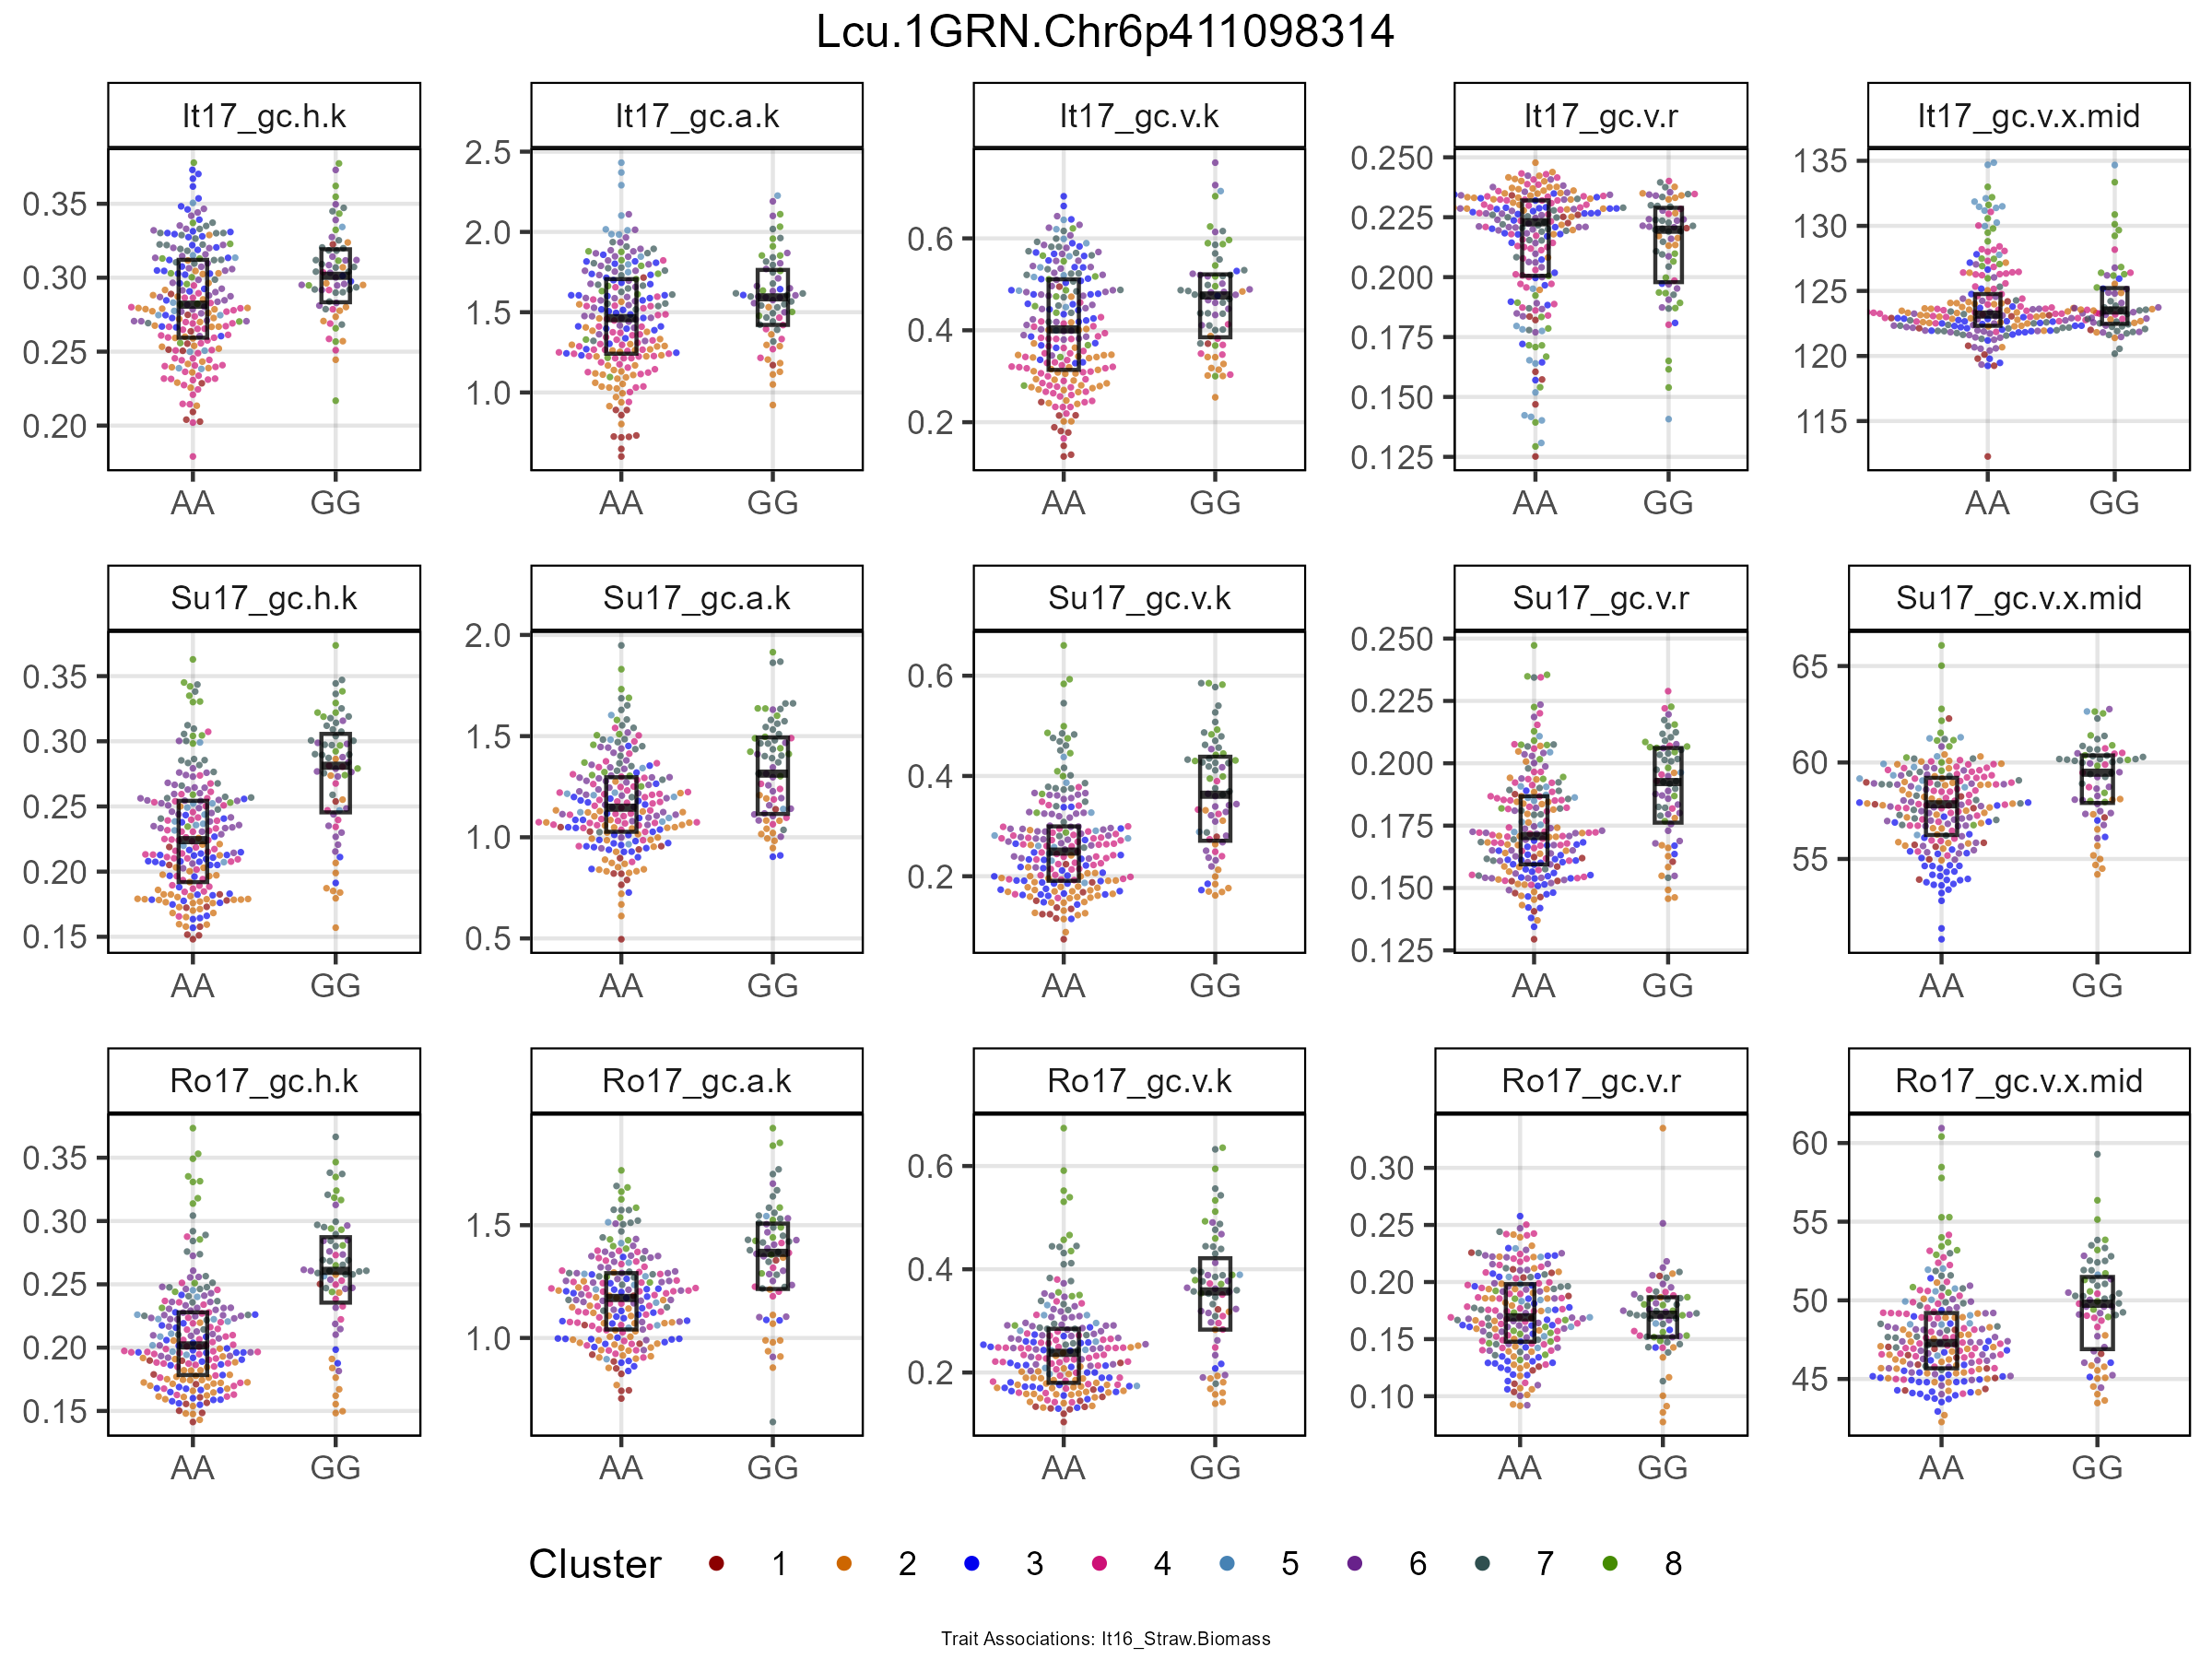 Lcu.1GRN.Chr6p411098314
It17_gc.h.k
It17_gc.a.k
It17_gc.v.k
It17_gc.v.r
It17_gc.v.x.mid
0.35
0.30
0.25
0.20
2.5
2.0
1.5
1.0
0.6
0.4
0.2
0.250
0.225
0.200
0.175
0.150
0.125
135
130
125
120
115
AA GG
AA GG
AA GG
AA GG
AA GG
Su17_gc.h.k
Su17_gc.a.k
Su17_gc.v.k
Su17_gc.v.r
Su17_gc.v.x.mid
0.35
0.30
0.25
0.20
0.15
2.0
1.5
1.0
0.5
0.6
0.4
0.2
0.250
0.225
0.200
0.175
0.150
0.125
65
60
55
AA GG
AA GG
AA GG
AA GG
AA GG
Ro17_gc.h.k
Ro17_gc.a.k
Ro17_gc.v.k
Ro17_gc.v.r
Ro17_gc.v.x.mid
0.35
0.30
0.25
0.20
0.15
1.5
1.0
0.6
0.4
0.2
0.30
0.25
0.20
0.15
0.10
60
55
50
45
AA GG
AA GG
AA GG
AA GG
AA GG
Cluster 1 2 3 4 5 6 7 8
Trait Associations: It16_Straw.Biomass